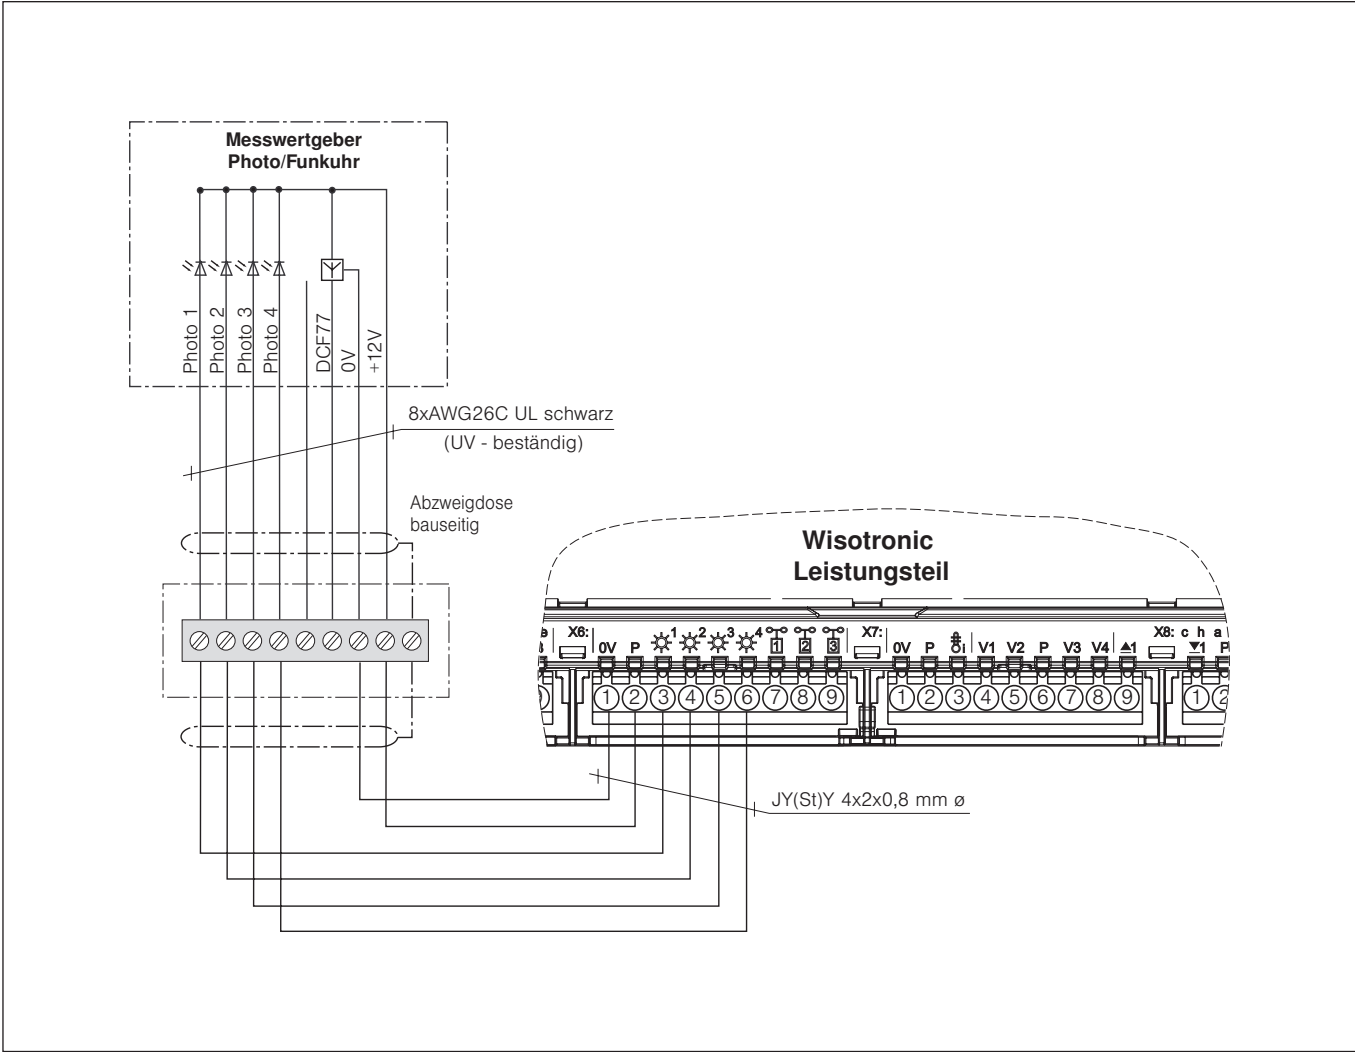 Messwertgeber
Photo/Funkuhr
Photo 1
Photo 2
Photo 3
Photo 4
DCF77
0V
+12V
8xAWG26C UL schwarz
(UV - beständig)
Abzweigdose
bauseitig
Wisotronic
Leistungsteil
X6:
0V P 1 2 3 4 1 2 3
1 2 3 4 5 6 7 8 9
X7:
0V P V1 V2 P V3 V4 ▲1
1 2 3 4 5 6 7 8 9
X8: c h a
▼1 P
1 2
JY(St)Y 4x2x0,8 mm ø